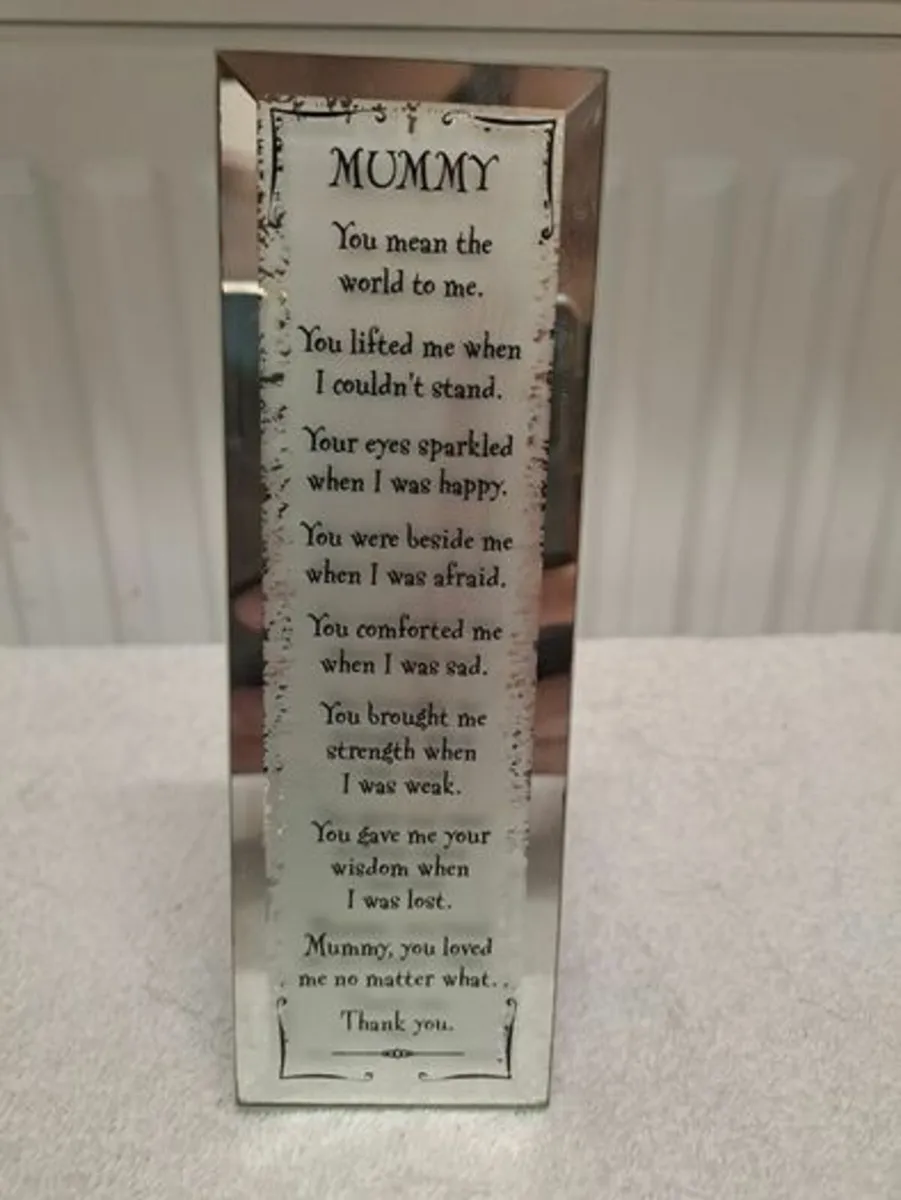 MUMMY
You mean the
world to me.
You lifted me when
I couldn't stand.
Your eyes sparkled
when I was happy.
You were beside me
when I was afraid.
You comforted me
when I was sad.
You brought me
strength when
I was weak.
You gave me your
wisdom when
I was lost.
Mummy, you loved
me no matter what..
Thank you.